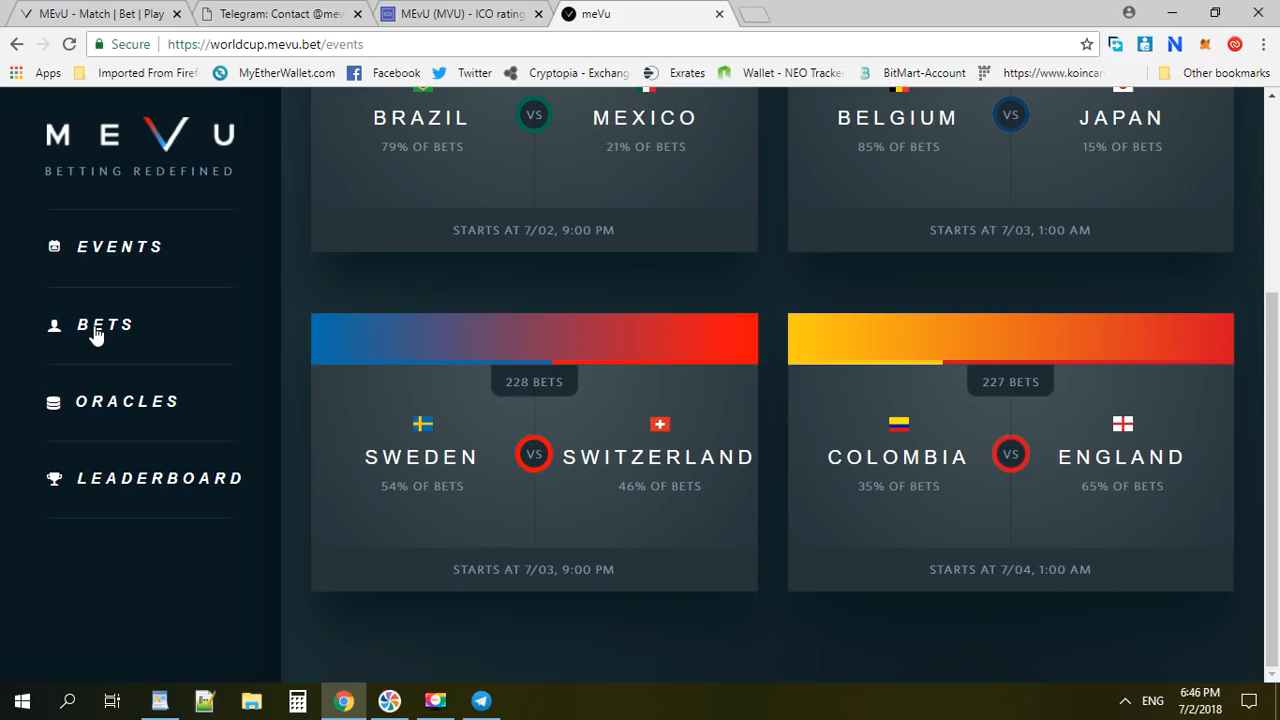 MEvU - Match | Bet | Play
Telegram: Contact @mev
MEvU (MVU) - ICO rating
meVu
Secure
https://worldcup.mevu.bet/events
Apps
Imported From Firef
MyEtherWallet.com
Facebook
Twitter
Cryptopia - Exchang
Exrates
Wallet - NEO Tracke
BitMart-Account
Other bookmarks
MEVU
BETTING REDEFINED
EVENTS
BETS
ORACLES
LEADERBOARD
BRAZIL
VS
MEXICO
79% OF BETS
21% OF BETS
STARTS AT 7/02, 9:00 PM
BELGIUM
VS
JAPAN
85% OF BETS
15% OF BETS
STARTS AT 7/03, 1:00 AM
228 BETS
SWEDEN
VS
SWITZERLAND
54% OF BETS
46% OF BETS
STARTS AT 7/03, 9:00 PM
227 BETS
COLOMBIA
VS
ENGLAND
35% OF BETS
65% OF BETS
STARTS AT 7/04, 1:00 AM
ENG
6:46 PM
7/2/2018